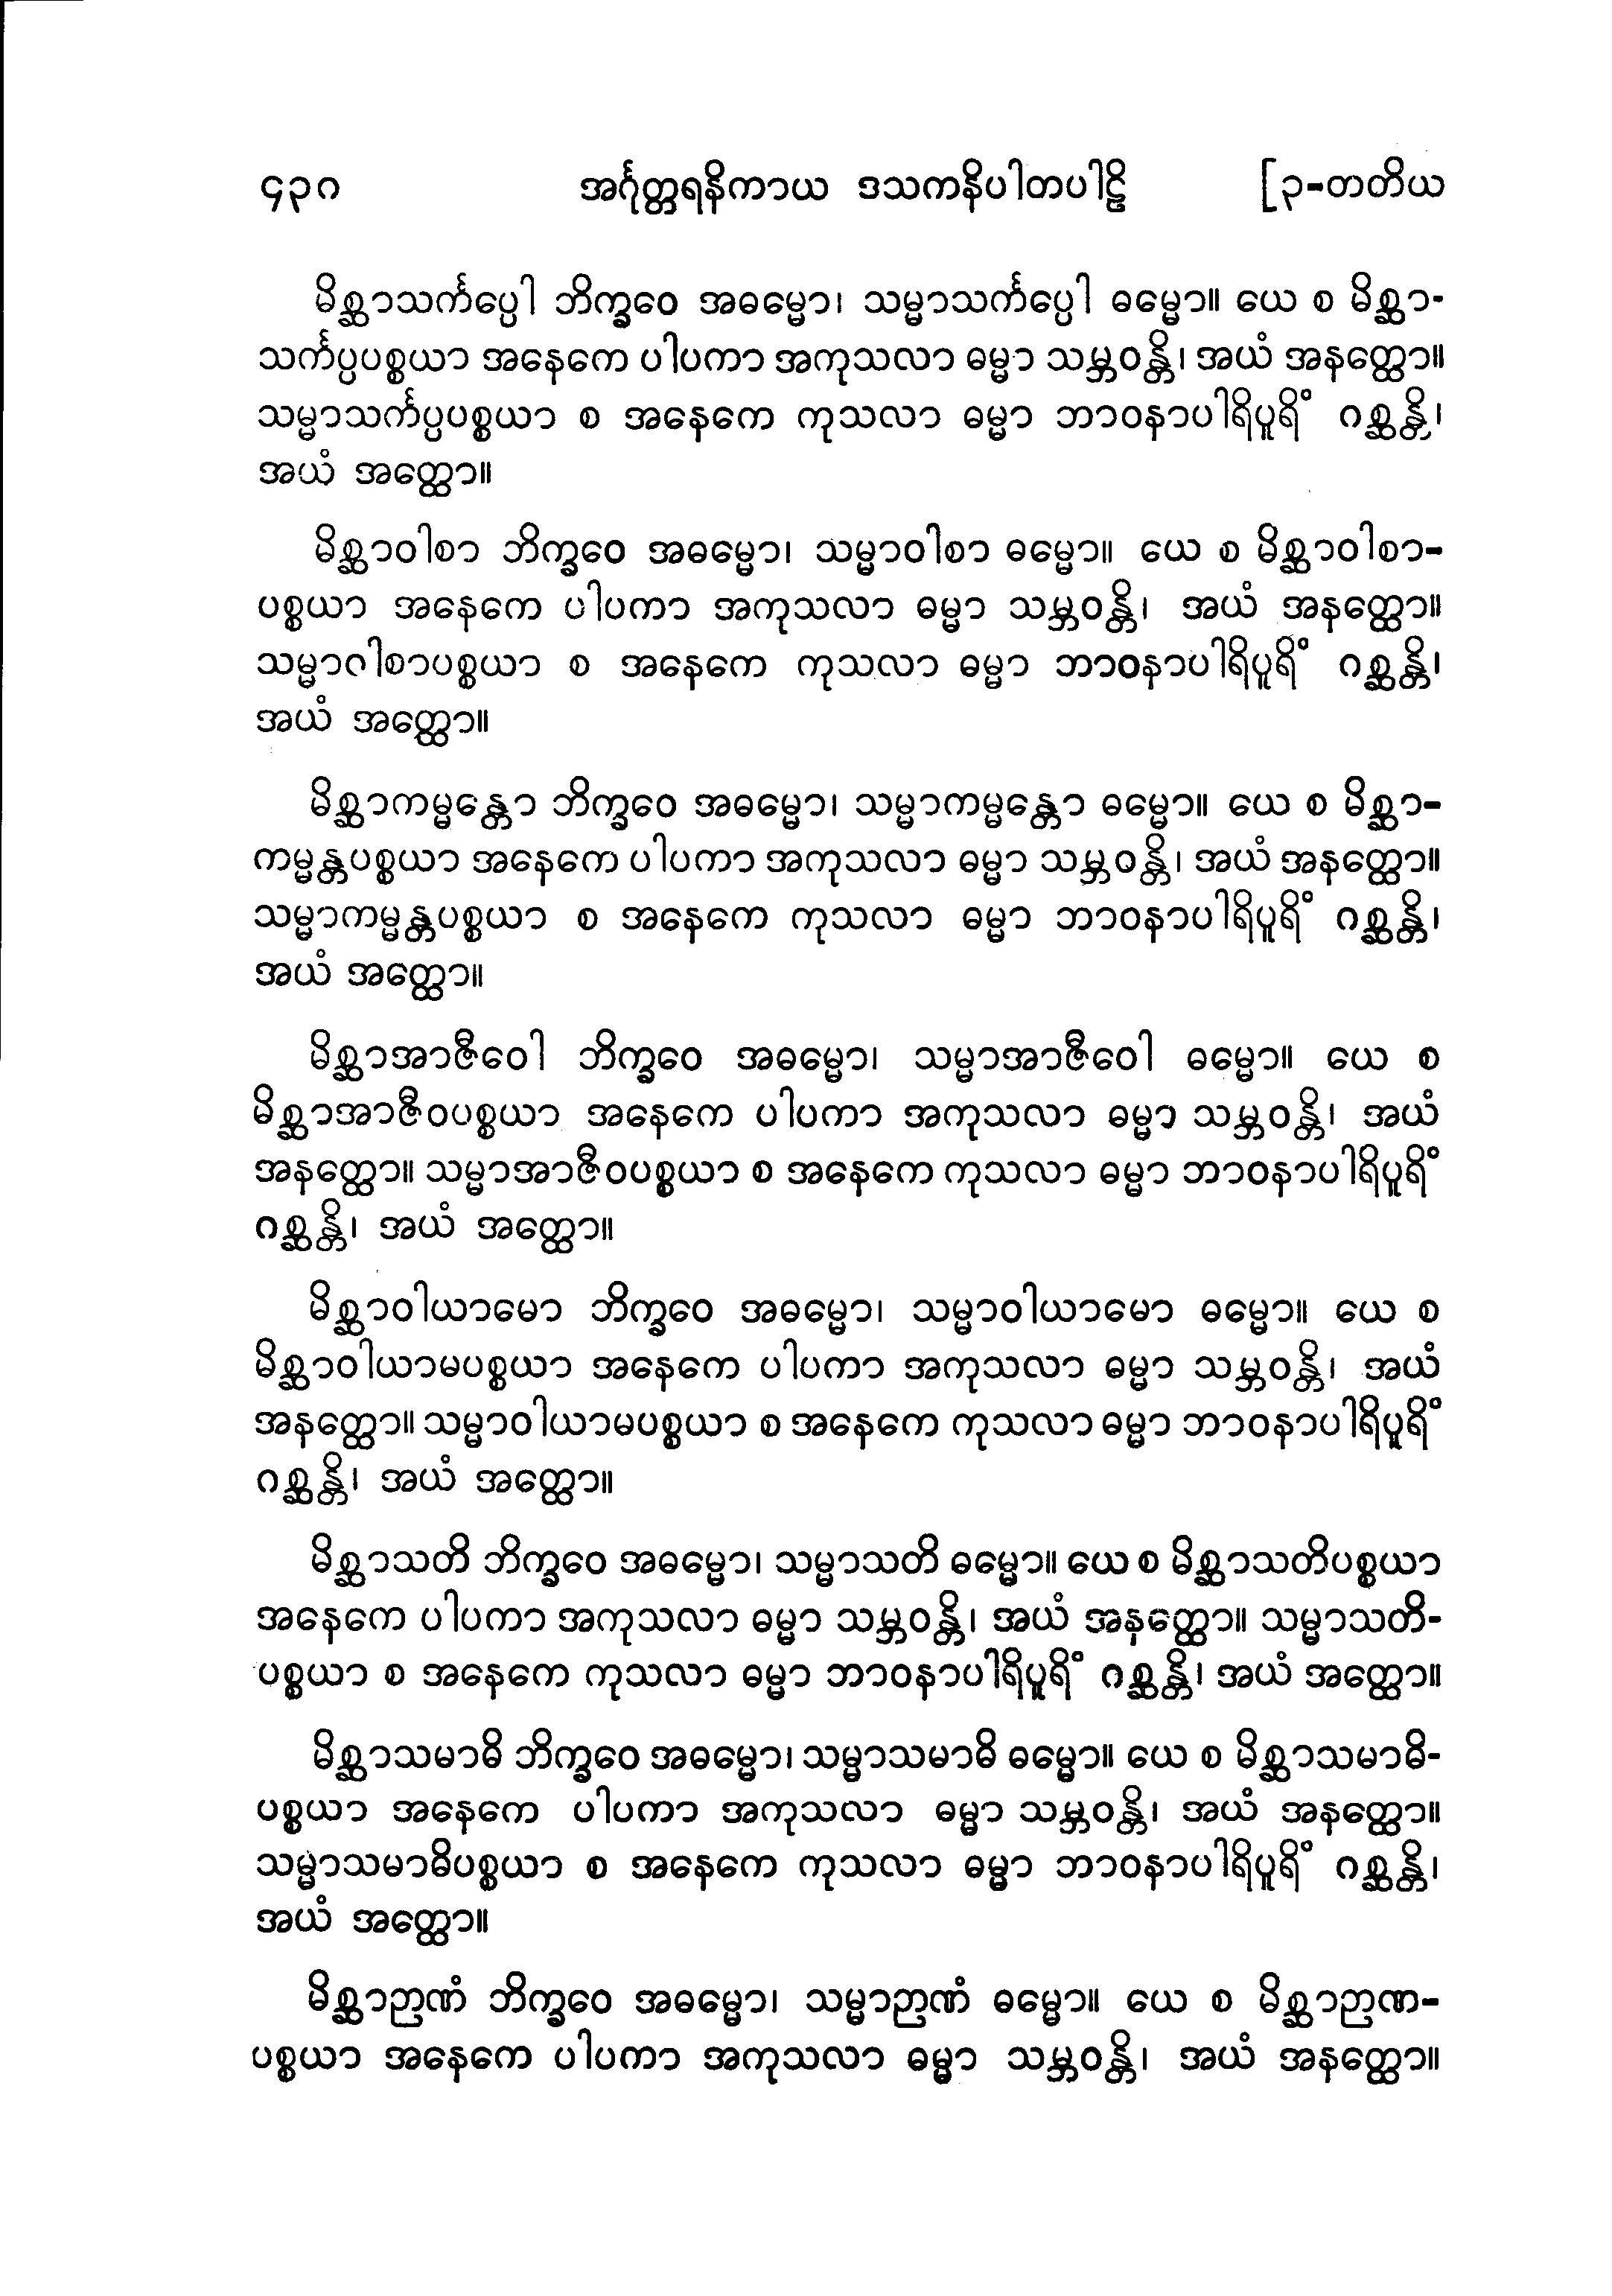 ၄၃၈ အင်္ဂုတ္တရနိကာယ ဒသကနိပါတပါဠိ [၃-တတိယ
မိစ္ဆာသင်္ကပ္ပေါ ဘိက္ခဝေ အဓမ္မော၊ သမ္မာသင်္ကပ္ပေါ ဓမ္မော။ ယေ စ မိစ္ဆာ-
သင်္ကပ္ပပစ္စယာ အနေကေ ပါပကာ အကုသလာ ဓမ္မာ သမ္ဘဝန္တိ၊ အယံ အနတ္ထော။
သမ္မာသင်္ကပ္ပပစ္စယာ စ အနေကေ ကုသလာ ဓမ္မာ ဘာဝနာပါရိပူရိံ ဂစ္ဆန္တိ၊
အယံ အတ္ထော။
မိစ္ဆာဝါစာ ဘိက္ခဝေ အဓမ္မော၊ သမ္မာဝါစာ ဓမ္မော။ ယေ စ မိစ္ဆာဝါစာ-
ပစ္စယာ အနေကေ ပါပကာ အကုသလာ ဓမ္မာ သမ္ဘဝန္တိ၊ အယံ အနတ္ထော။
သမ္မာဝါစာပစ္စယာ စ အနေကေ ကုသလာ ဓမ္မာ ဘာဝနာပါရိပူရိံ ဂစ္ဆန္တိ၊
အယံ အတ္ထော။
မိစ္ဆာကမ္မန္တော ဘိက္ခဝေ အဓမ္မော၊ သမ္မာကမ္မန္တော ဓမ္မော။ ယေ စ မိစ္ဆာ-
ကမ္မန္တပစ္စယာ အနေကေ ပါပကာ အကုသလာ ဓမ္မာ သမ္ဘဝန္တိ၊ အယံ အနတ္ထော။
သမ္မာကမ္မန္တပစ္စယာ စ အနေကေ ကုသလာ ဓမ္မာ ဘာဝနာပါရိပူရိံ ဂစ္ဆန္တိ၊
အယံ အတ္ထော။
မိစ္ဆာအာဇီဝေါ ဘိက္ခဝေ အဓမ္မော၊ သမ္မာအာဇီဝေါ ဓမ္မော။ ယေ စ
မိစ္ဆာအာဇီဝပစ္စယာ အနေကေ ပါပကာ အကုသလာ ဓမ္မာ သမ္ဘဝန္တိ၊ အယံ
အနတ္ထော။ သမ္မာအာဇီဝပစ္စယာ စ အနေကေ ကုသလာ ဓမ္မာ ဘာဝနာပါရိပူရိံ
ဂစ္ဆန္တိ၊ အယံ အတ္ထော။
မိစ္ဆာဝါယာမော ဘိက္ခဝေ အဓမ္မော၊ သမ္မာဝါယာမော ဓမ္မော။ ယေ စ
မိစ္ဆာဝါယာမပစ္စယာ အနေကေ ပါပကာ အကုသလာ ဓမ္မာ သမ္ဘဝန္တိ၊ အယံ
အနတ္ထော။ သမ္မာဝါယာမပစ္စယာ စ အနေကေ ကုသလာ ဓမ္မာ ဘာဝနာပါရိပူရိံ
ဂစ္ဆန္တိ၊ အယံ အတ္ထော။
မိစ္ဆာသတိ ဘိက္ခဝေ အဓမ္မော၊ သမ္မာသတိ ဓမ္မော။ ယေ စ မိစ္ဆာသတိပစ္စယာ
အနေကေ ပါပကာ အကုသလာ ဓမ္မာ သမ္ဘဝန္တိ၊ အယံ အနတ္ထော။ သမ္မာသတိ-
ပစ္စယာ စ အနေကေ ကုသလာ ဓမ္မာ ဘာဝနာပါရိပူရိံ ဂစ္ဆန္တိ၊ အယံ အတ္ထော။
မိစ္ဆာသမာဓိ ဘိက္ခဝေ အဓမ္မော၊ သမ္မာသမာဓိ ဓမ္မော။ ယေ စ မိစ္ဆာသမာဓိ-
ပစ္စယာ အနေကေ ပါပကာ အကုသလာ ဓမ္မာ သမ္ဘဝန္တိ၊ အယံ အနတ္ထော။
သမ္မာသမာဓိပစ္စယာ စ အနေကေ ကုသလာ ဓမ္မာ ဘာဝနာပါရိပူရိံ ဂစ္ဆန္တိ၊
အယံ အတ္ထော။
မိစ္ဆာဉာဏံ ဘိက္ခဝေ အဓမ္မော၊ သမ္မာဉာဏံ ဓမ္မော။ ယေ စ မိစ္ဆာဉာဏ-
ပစ္စယာ အနေကေ ပါပကာ အကုသလာ ဓမ္မာ သမ္ဘဝန္တိ၊ အယံ အနတ္ထော။